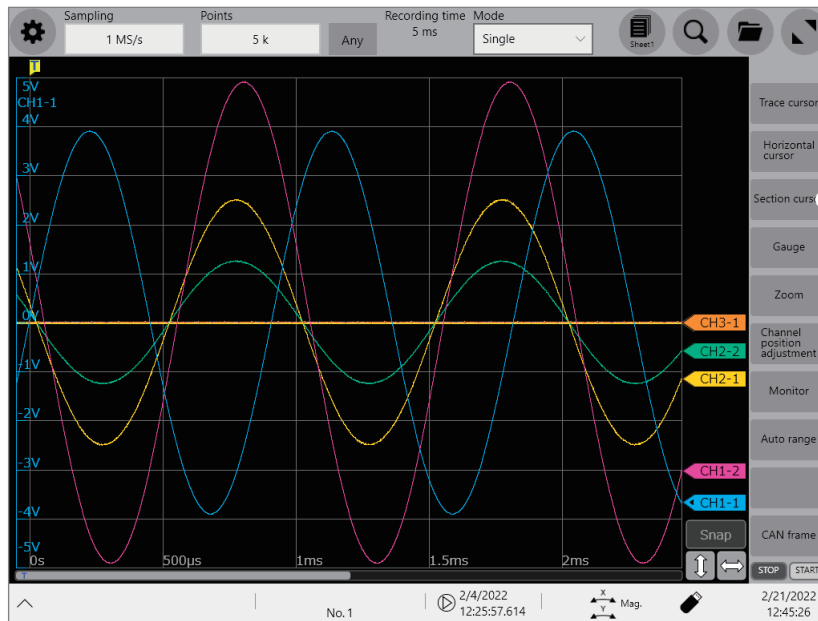 Sampling
1 MS/s
Points
5 k
Any
Recording time
5 ms
Mode
Single
Sheet1
T
5V
CH1-1
4V
3V
2V
1V
0V
-1V
-2V
-3V
-4V
-5V
0s
500µs
1ms
1.5ms
2ms
T
CH3-1
CH2-2
CH2-1
CH1-2
CH1-1
Snap
Trace cursor
Horizontal
cursor
Section curs
Gauge
Zoom
Channel
position
adjustment
Monitor
Auto range
CAN frame
STOP
START
No. 1
2/4/2022
12:25:57.614
X
Y
Mag.
2/21/2022
12:45:26